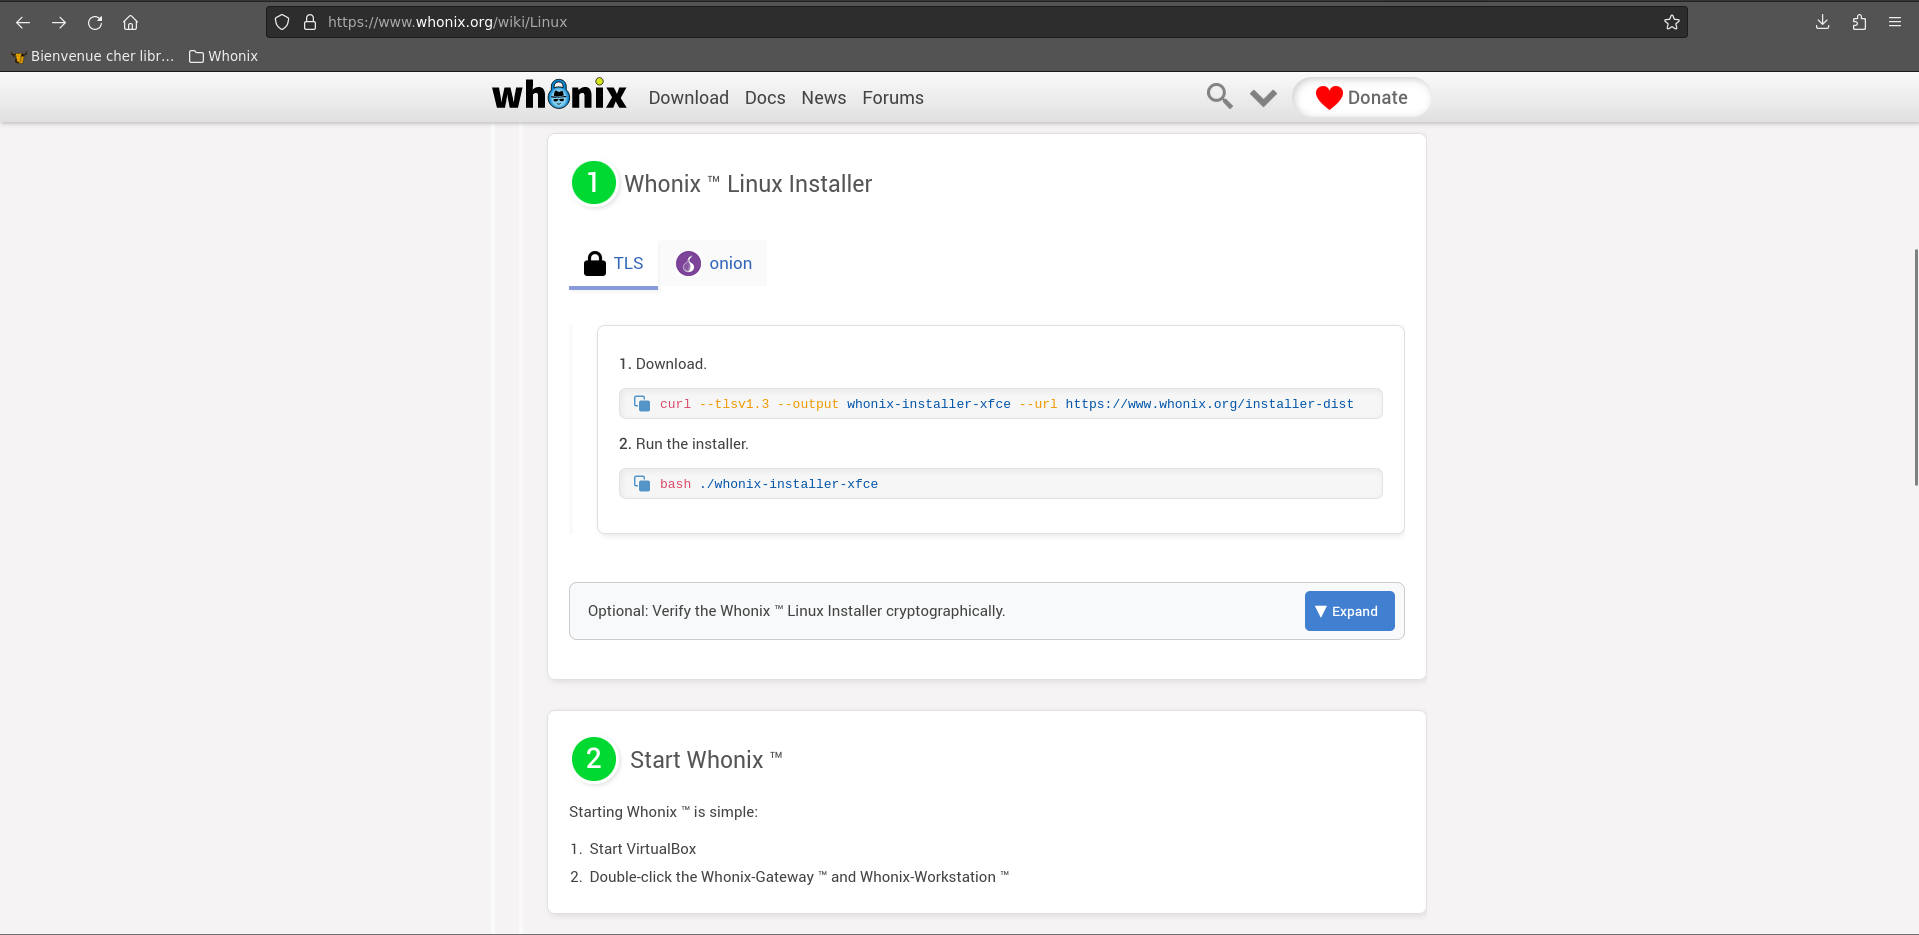 https://www.whonix.org/wiki/Linux
Bienvenue cher libr… Whonix
whonix Download Docs News Forums Donate
1 Whonix ™ Linux Installer
TLS onion
1. Download.
curl --tlsv1.3 --output whonix-installer-xfce --url https://www.whonix.org/installer-dist
2. Run the installer.
bash ./whonix-installer-xfce
Optional: Verify the Whonix ™ Linux Installer cryptographically. ▼ Expand
2 Start Whonix ™
Starting Whonix ™ is simple:
1. Start VirtualBox
2. Double-click the Whonix-Gateway ™ and Whonix-Workstation ™